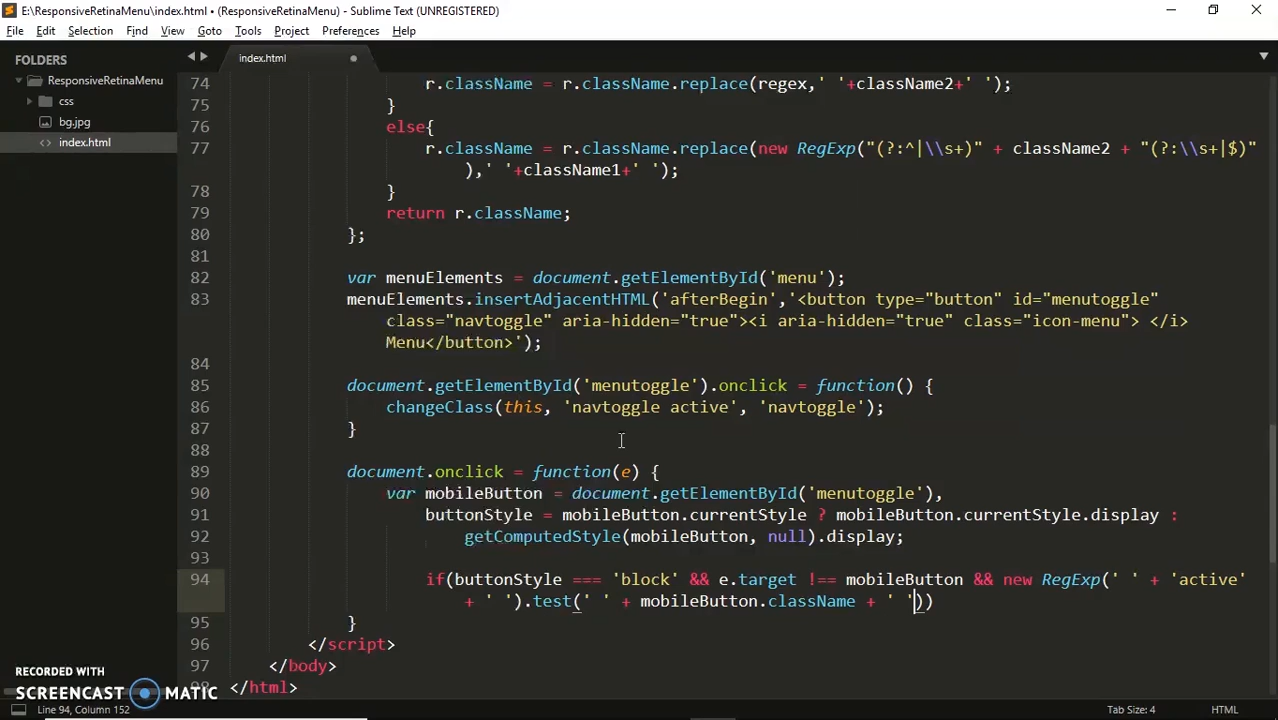 E:\ResponsiveRetinaMenu\index.html • (ResponsiveRetinaMenu) - Sublime Text (UNREGISTERED)
File Edit Selection Find View Goto Tools Project Preferences Help
FOLDERS
ResponsiveRetinaMenu
css
bg.jpg
index.html
index.html
74 r.className = r.className.replace(regex,' '+className2+' ');
75 }
76 else{
77 r.className = r.className.replace(new RegExp("(?:^|\\s+)" + className2 + "(?:\\s+|$)"
),' '+className1+' ');
78 }
79 return r.className;
80 };
81
82 var menuElements = document.getElementById('menu');
83 menuElements.insertAdjacentHTML('afterBegin','<button type="button" id="menutoggle"
class="navtoggle" aria-hidden="true"><i aria-hidden="true" class="icon-menu"> </i>
Menu</button>');
84
85 document.getElementById('menutoggle').onclick = function() {
86 changeClass(this, 'navtoggle active', 'navtoggle');
87 }
88
89 document.onclick = function(e) {
90 var mobileButton = document.getElementById('menutoggle'),
91 buttonStyle = mobileButton.currentStyle ? mobileButton.currentStyle.display :
92 getComputedStyle(mobileButton, null).display;
93
94 if(buttonStyle === 'block' && e.target !== mobileButton && new RegExp(' ' + 'active'
+ ' ').test(' ' + mobileButton.className + ' '))
95 }
96 </script>
97 </body>
98 </html>
RECORDED WITH
SCREENCAST MATIC
Line 94, Column 152 Tab Size: 4 HTML